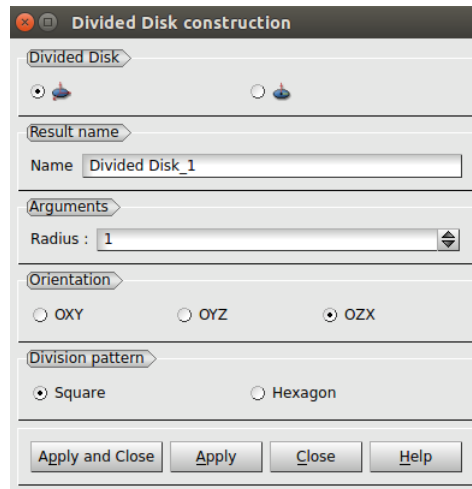 Divided Disk construction
Divided Disk
Result name
Name Divided Disk_1
Arguments
Radius : 1
Orientation
OXY OYZ OZX
Division pattern
Square Hexagon
Apply and Close Apply Close Help